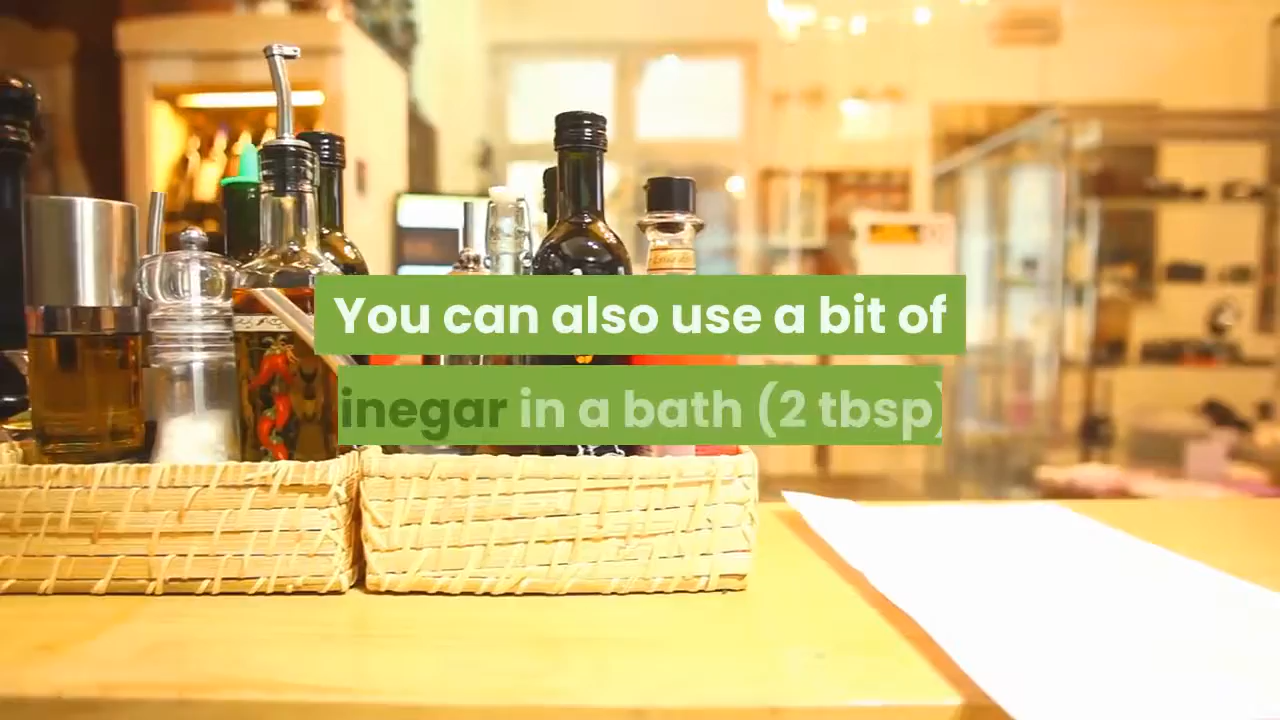 You can also use a bit of
inegar in a bath (2 tbsp)